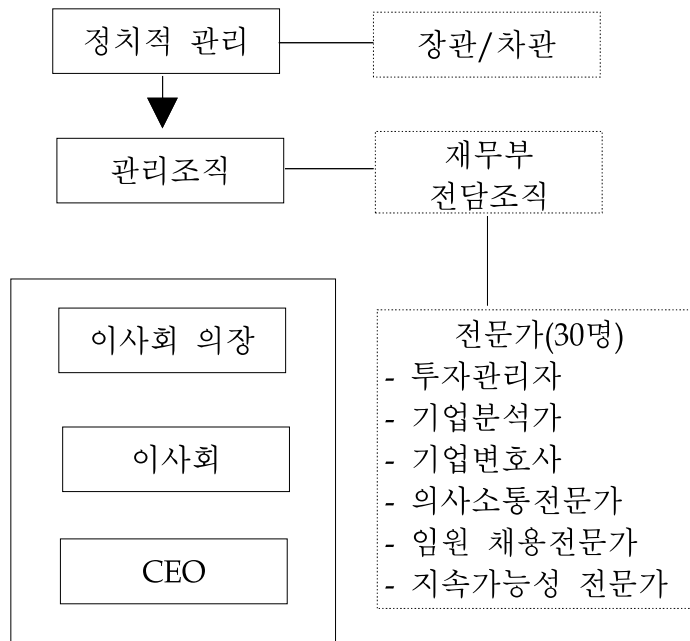 정치적 관리
장관/차관
관리조직
재무부
전담조직
이사회 의장
이사회
CEO
전문가(30명)
- 투자관리자
- 기업분석가
- 기업변호사
- 의사소통전문가
- 임원 채용전문가
- 지속가능성 전문가